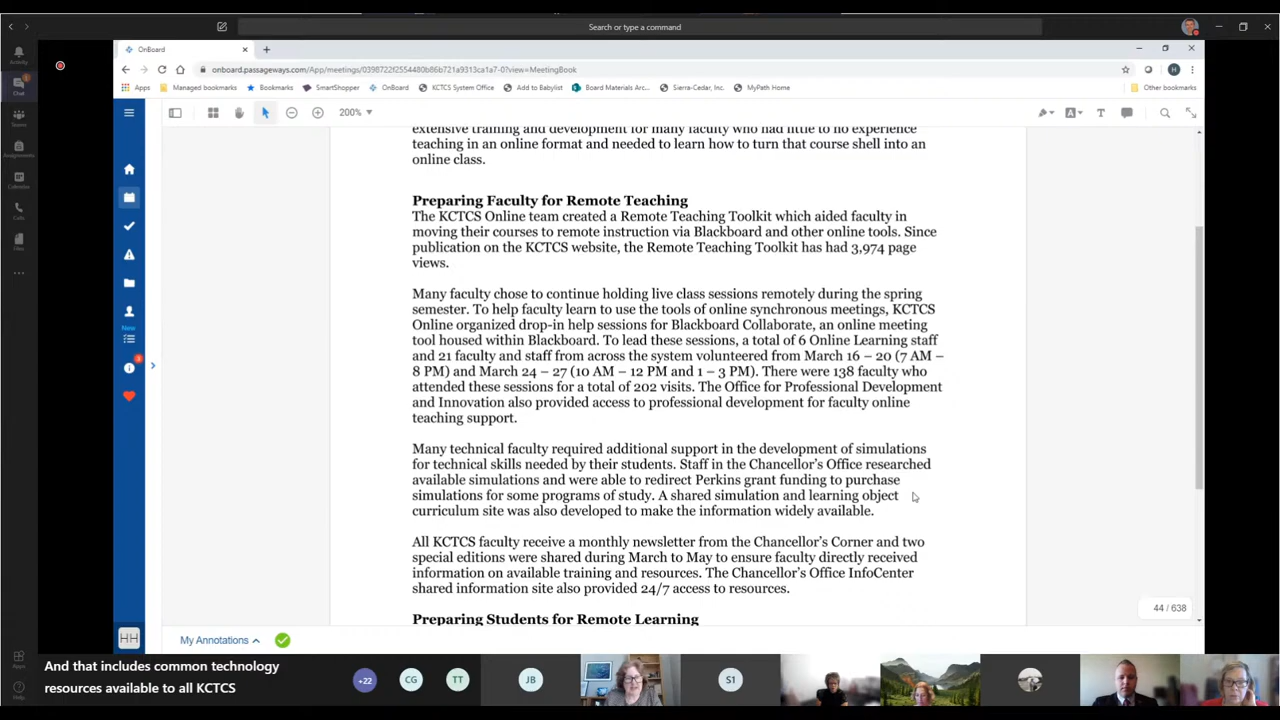 Search or type a command
OnBoard
onboard.passageways.com/App/meetings/0398722f2554480b86b721a9313ca1a7-0?view=MeetingBook
Apps
Managed bookmarks
Bookmarks
SmartShopper
OnBoard
KCTCS System Office
Add to Babylist
Board Materials Arc...
Sierra-Cedar, Inc.
MyPath Home
Other bookmarks
200%
Activity
Chat
Teams
Assignments
Calendar
Calls
Files
New
extensive training and development for many faculty who had little to no experience
teaching in an online format and needed to learn how to turn that course shell into an
online class.
Preparing Faculty for Remote Teaching
The KCTCS Online team created a Remote Teaching Toolkit which aided faculty in
moving their courses to remote instruction via Blackboard and other online tools. Since
publication on the KCTCS website, the Remote Teaching Toolkit has had 3,974 page
views.
Many faculty chose to continue holding live class sessions remotely during the spring
semester. To help faculty learn to use the tools of online synchronous meetings, KCTCS
Online organized drop-in help sessions for Blackboard Collaborate, an online meeting
tool housed within Blackboard. To lead these sessions, a total of 6 Online Learning staff
and 21 faculty and staff from across the system volunteered from March 16 – 20 (7 AM –
8 PM) and March 24 – 27 (10 AM – 12 PM and 1 – 3 PM). There were 138 faculty who
attended these sessions for a total of 202 visits. The Office for Professional Development
and Innovation also provided access to professional development for faculty online
teaching support.
Many technical faculty required additional support in the development of simulations
for technical skills needed by their students. Staff in the Chancellor's Office researched
available simulations and were able to redirect Perkins grant funding to purchase
simulations for some programs of study. A shared simulation and learning object
curriculum site was also developed to make the information widely available.
All KCTCS faculty receive a monthly newsletter from the Chancellor's Corner and two
special editions were shared during March to May to ensure faculty directly received
information on available training and resources. The Chancellor's Office InfoCenter
shared information site also provided 24/7 access to resources.
Preparing Students for Remote Learning
44 / 638
HH
My Annotations
Apps
Help
And that includes common technology
resources available to all KCTCS
+22
CG
TT
JB
S1